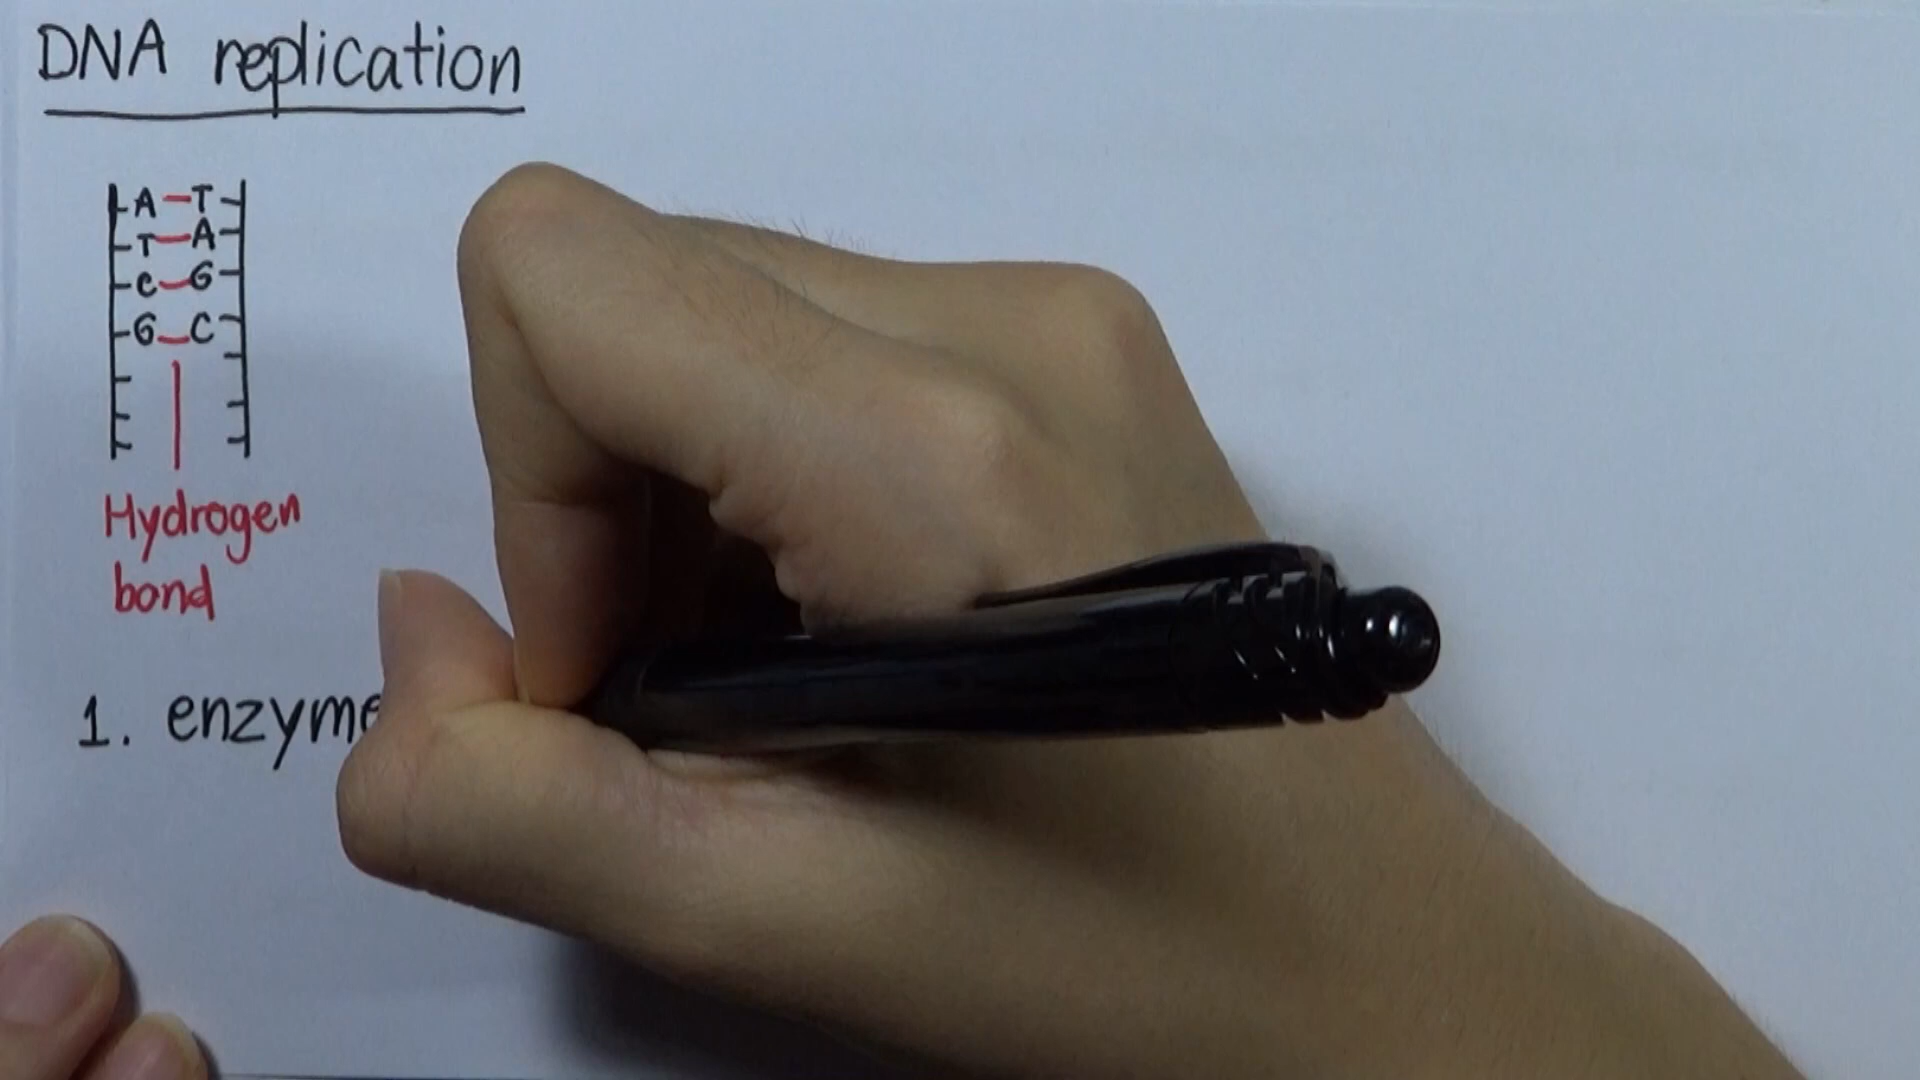 DNA replication
A T
T A
C G
G C
Hydrogen
bond
1. enzyme